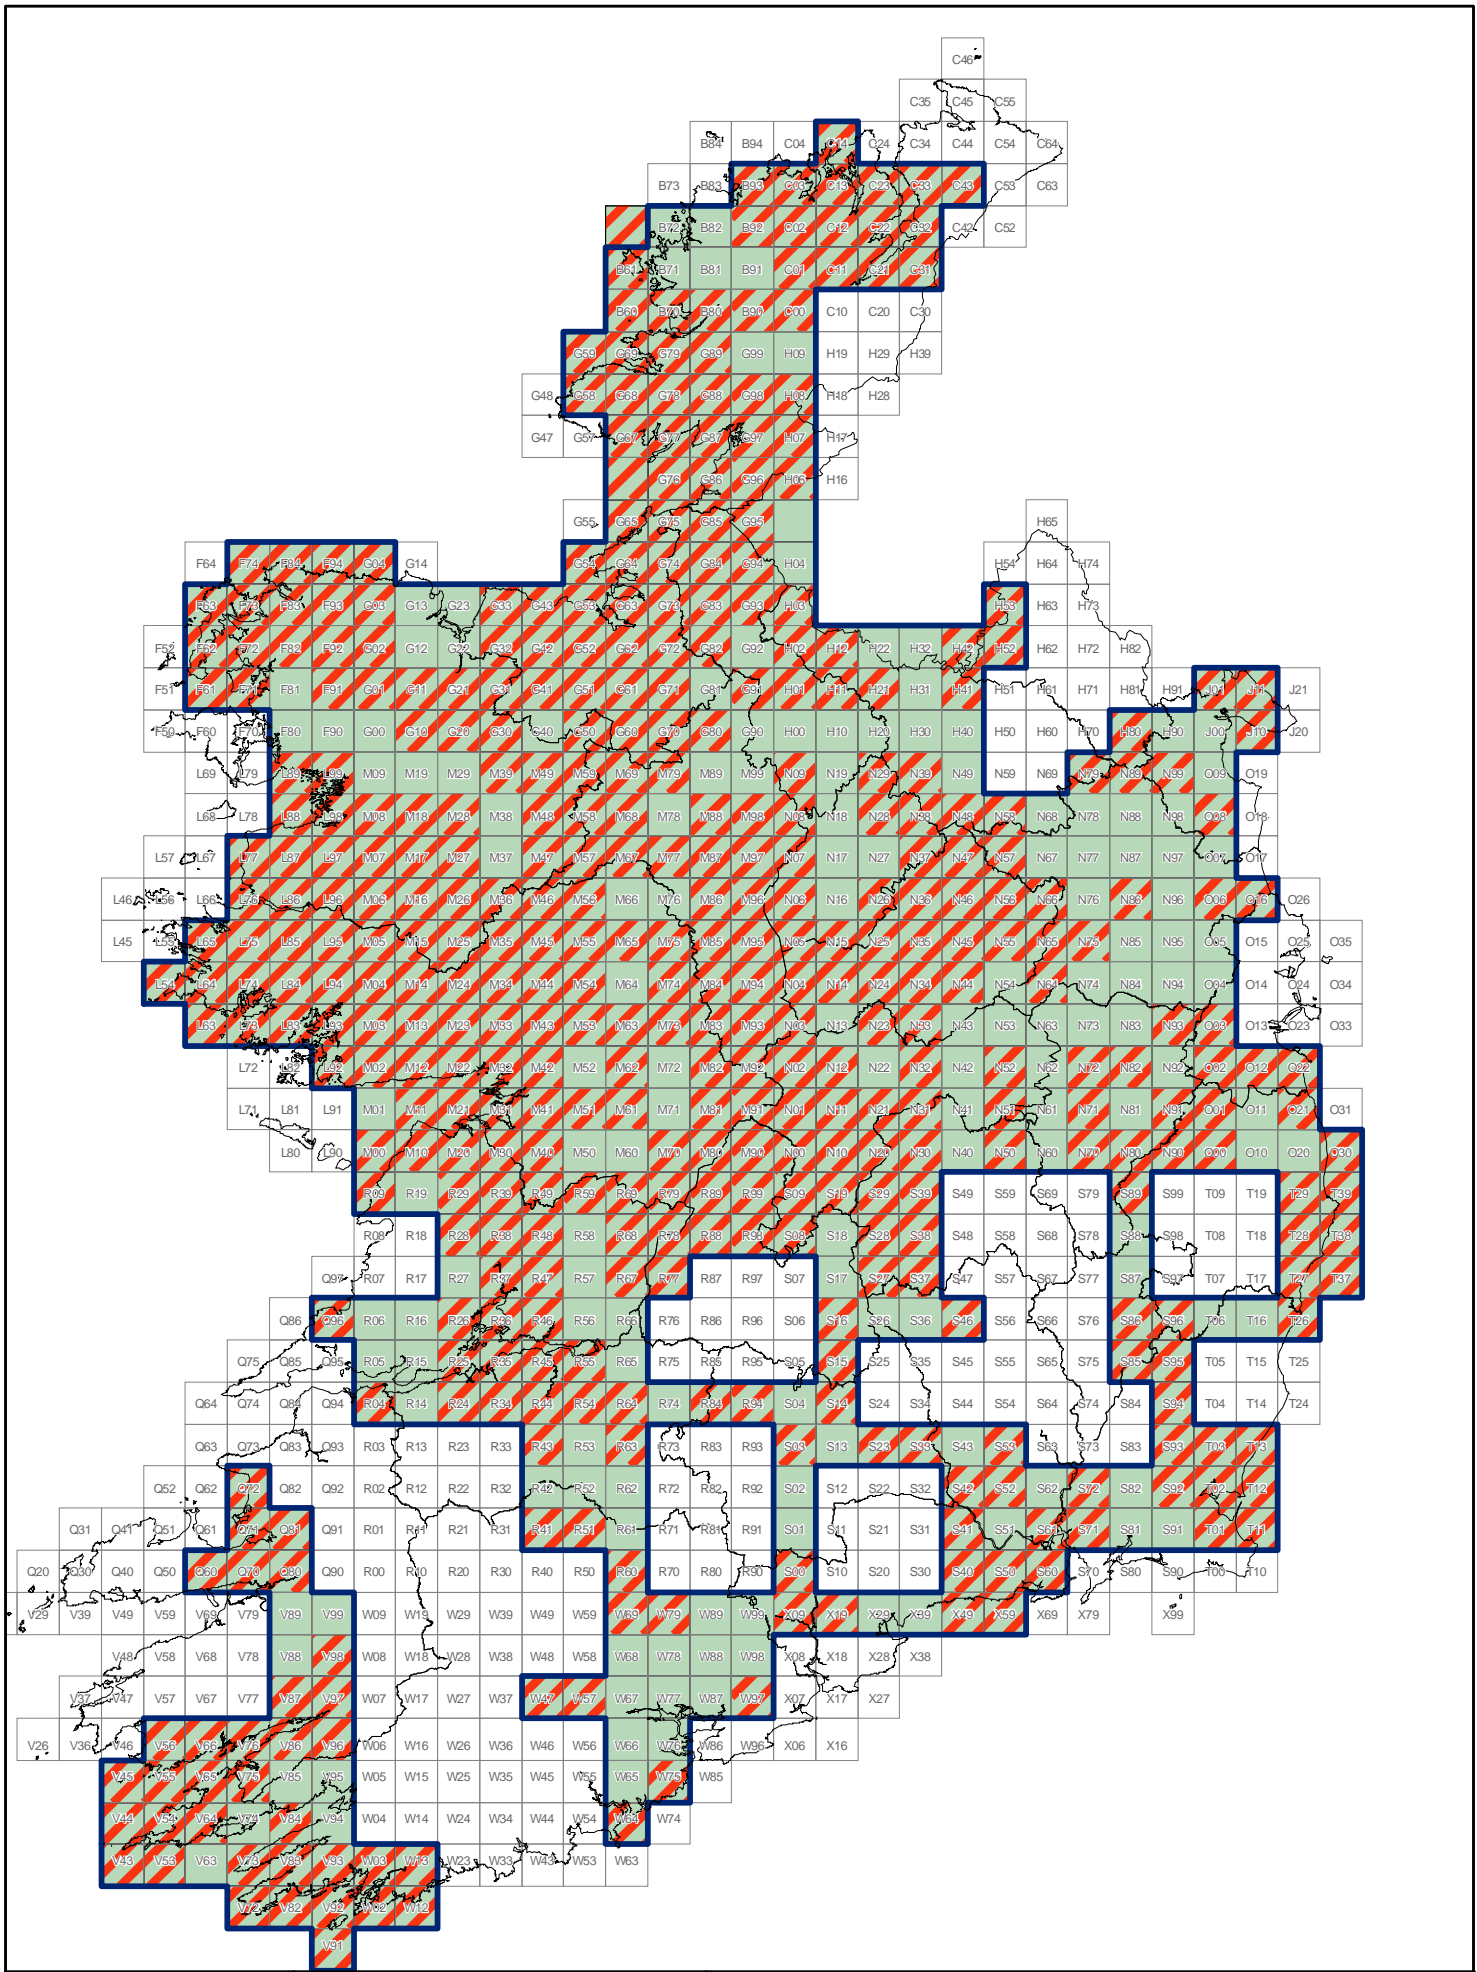 C46
C35 C45 C55
B84 B94 C04 C14 C24 C34 C44 C54 C64
B73 B83 B93 C03 C13 C23 C33 C43 C53 C63
B72 B82 B92 C02 C12 C22 C32 C42 C52
B61 B71 B81 B91 C01 C11 C21 C31
B60 B70 B80 B90 C00 C10 C20 C30
G59 G69 G79 G89 G99 H09 H19 H29 H39
G48 G58 G68 G78 G88 G98 H08 H18 H28
G47 G57 G67 G77 G87 G97 H07 H17
G76 G86 G96 H06 H16
G55 G65 G75 G85 G95 H65
F64 F74 F84 F94 G04 G14 G54 G64 G74 G84 G94 H04 H54 H64 H74
F63 F73 F83 F93 G03 G13 G23 G33 G43 G53 G63 G73 G83 G93 H03 H53 H63 H73
F52 F62 F72 F82 F92 G02 G12 G22 G32 G42 G52 G62 G72 G82 G92 H02 H12 H22 H32 H42 H52 H62 H72 H82
F51 F61 F71 F81 F91 G01 G11 G21 G31 G41 G51 G61 G71 G81 G91 H01 H11 H21 H31 H41 H51 H61 H71 H81 H91 J01 J11 J21
F50 F60 F70 F80 F90 G00 G10 G20 G30 G40 G50 G60 G70 G80 G90 H00 H10 H20 H30 H40 H50 H60 H70 H80 H90 J00 J10 J20
L69 L79 L89 L99 M09 M19 M29 M39 M49 M59 M69 M79 M89 M99 N09 N19 N29 N39 N49 N59 N69 N79 N89 N99 O09 O19
L68 L78 L88 L98 M08 M18 M28 M38 M48 M58 M68 M78 M88 M98 N08 N18 N28 N38 N48 N58 N68 N78 N88 N98 O08 O18
L57 L67 L77 L87 L97 M07 M17 M27 M37 M47 M57 M67 M77 M87 M97 N07 N17 N27 N37 N47 N57 N67 N77 N87 N97 O07 O17
L46 L56 L66 L76 L86 L96 M06 M16 M26 M36 M46 M56 M66 M76 M86 M96 N06 N16 N26 N36 N46 N56 N66 N76 N86 N96 O06 O16 O26
L45 L55 L65 L75 L85 L95 M05 M15 M25 M35 M45 M55 M65 M75 M85 M95 N05 N15 N25 N35 N45 N55 N65 N75 N85 N95 O05 O15 O25 O35
L54 L64 L74 L84 L94 M04 M14 M24 M34 M44 M54 M64 M74 M84 M94 N04 N14 N24 N34 N44 N54 N64 N74 N84 N94 O04 O14 O24 O34
L63 L73 L83 L93 M03 M13 M23 M33 M43 M53 M63 M73 M83 M93 N03 N13 N23 N33 N43 N53 N63 N73 N83 N93 O03 O13 O23 O33
L72 L82 L92 M02 M12 M22 M32 M42 M52 M62 M72 M82 M92 N02 N12 N22 N32 N42 N52 N62 N72 N82 N92 O02 O12 O22
L71 L81 L91 M01 M11 M21 M31 M41 M51 M61 M71 M81 M91 N01 N11 N21 N31 N41 N51 N61 N71 N81 N91 O01 O11 O21 O31
L80 L90 M00 M10 M20 M30 M40 M50 M60 M70 M80 M90 N00 N10 N20 N30 N40 N50 N60 N70 N80 N90 O00 O10 O20 O30
R09 R19 R29 R39 R49 R59 R69 R79 R89 R99 S09 S19 S29 S39 S49 S59 S69 S79 S89 S99 T09 T19 T29 T39
R08 R18 R28 R38 R48 R58 R68 R78 R88 R98 S08 S18 S28 S38 S48 S58 S68 S78 S88 S98 T08 T18 T28 T38
Q97 R07 R17 R27 R37 R47 R57 R67 R77 R87 R97 S07 S17 S27 S37 S47 S57 S67 S77 S87 S97 T07 T17 T27 T37
Q86 Q96 R06 R16 R26 R36 R46 R56 R66 R76 R86 R96 S06 S16 S26 S36 S46 S56 S66 S76 S86 S96 T06 T16 T26
Q75 Q85 Q95 R05 R15 R25 R35 R45 R55 R65 R75 R85 R95 S05 S15 S25 S35 S45 S55 S65 S75 S85 S95 T05 T15 T25
Q64 Q74 Q84 Q94 R04 R14 R24 R34 R44 R54 R64 R74 R84 R94 S04 S14 S24 S34 S44 S54 S64 S74 S84 S94 T04 T14 T24
Q63 Q73 Q83 Q93 R03 R13 R23 R33 R43 R53 R63 R73 R83 R93 S03 S13 S23 S33 S43 S53 S63 S73 S83 S93 T03 T13
Q52 Q62 Q72 Q82 Q92 R02 R12 R22 R32 R42 R52 R62 R72 R82 R92 S02 S12 S22 S32 S42 S52 S62 S72 S82 S92 T02 T12
Q31 Q41 Q51 Q61 Q71 Q81 Q91 R01 R11 R21 R31 R41 R51 R61 R71 R81 R91 S01 S11 S21 S31 S41 S51 S61 S71 S81 S91 T01 T11
Q20 Q30 Q40 Q50 Q60 Q70 Q80 Q90 R00 R10 R20 R30 R40 R50 R60 R70 R80 R90 S00 S10 S20 S30 S40 S50 S60 S70 S80 S90 T00 T10
V29 V39 V49 V59 V69 V79 V89 V99 W09 W19 W29 W39 W49 W59 W69 W79 W89 W99 X09 X19 X29 X39 X49 X59 X69 X79 X99
V48 V58 V68 V78 V88 V98 W08 W18 W28 W38 W48 W58 W68 W78 W88 W98 X08 X18 X28 X38
V37 V47 V57 V67 V77 V87 V97 W07 W17 W27 W37 W47 W57 W67 W77 W87 W97 X07 X17 X27
V26 V36 V46 V56 V66 V76 V86 V96 W06 W16 W26 W36 W46 W56 W66 W76 W86 W96 X06 X16
V45 V55 V65 V75 V85 V95 W05 W15 W25 W35 W45 W55 W65 W75 W85
V44 V54 V64 V74 V84 V94 W04 W14 W24 W34 W44 W54 W64 W74
V43 V53 V63 V73 V83 V93 W03 W13 W23 W33 W43 W53 W63
V72 V82 V92 W02 W12
V91